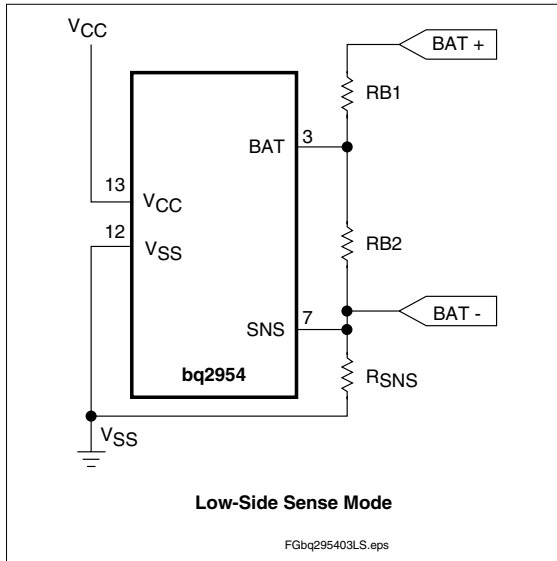 VCC
BAT +
RB1
BAT
3
13
VCC
12
VSS
RB2
7
SNS
BAT -
bq2954
RSNS
VSS
Low-Side Sense Mode
FGbq295403LS.eps